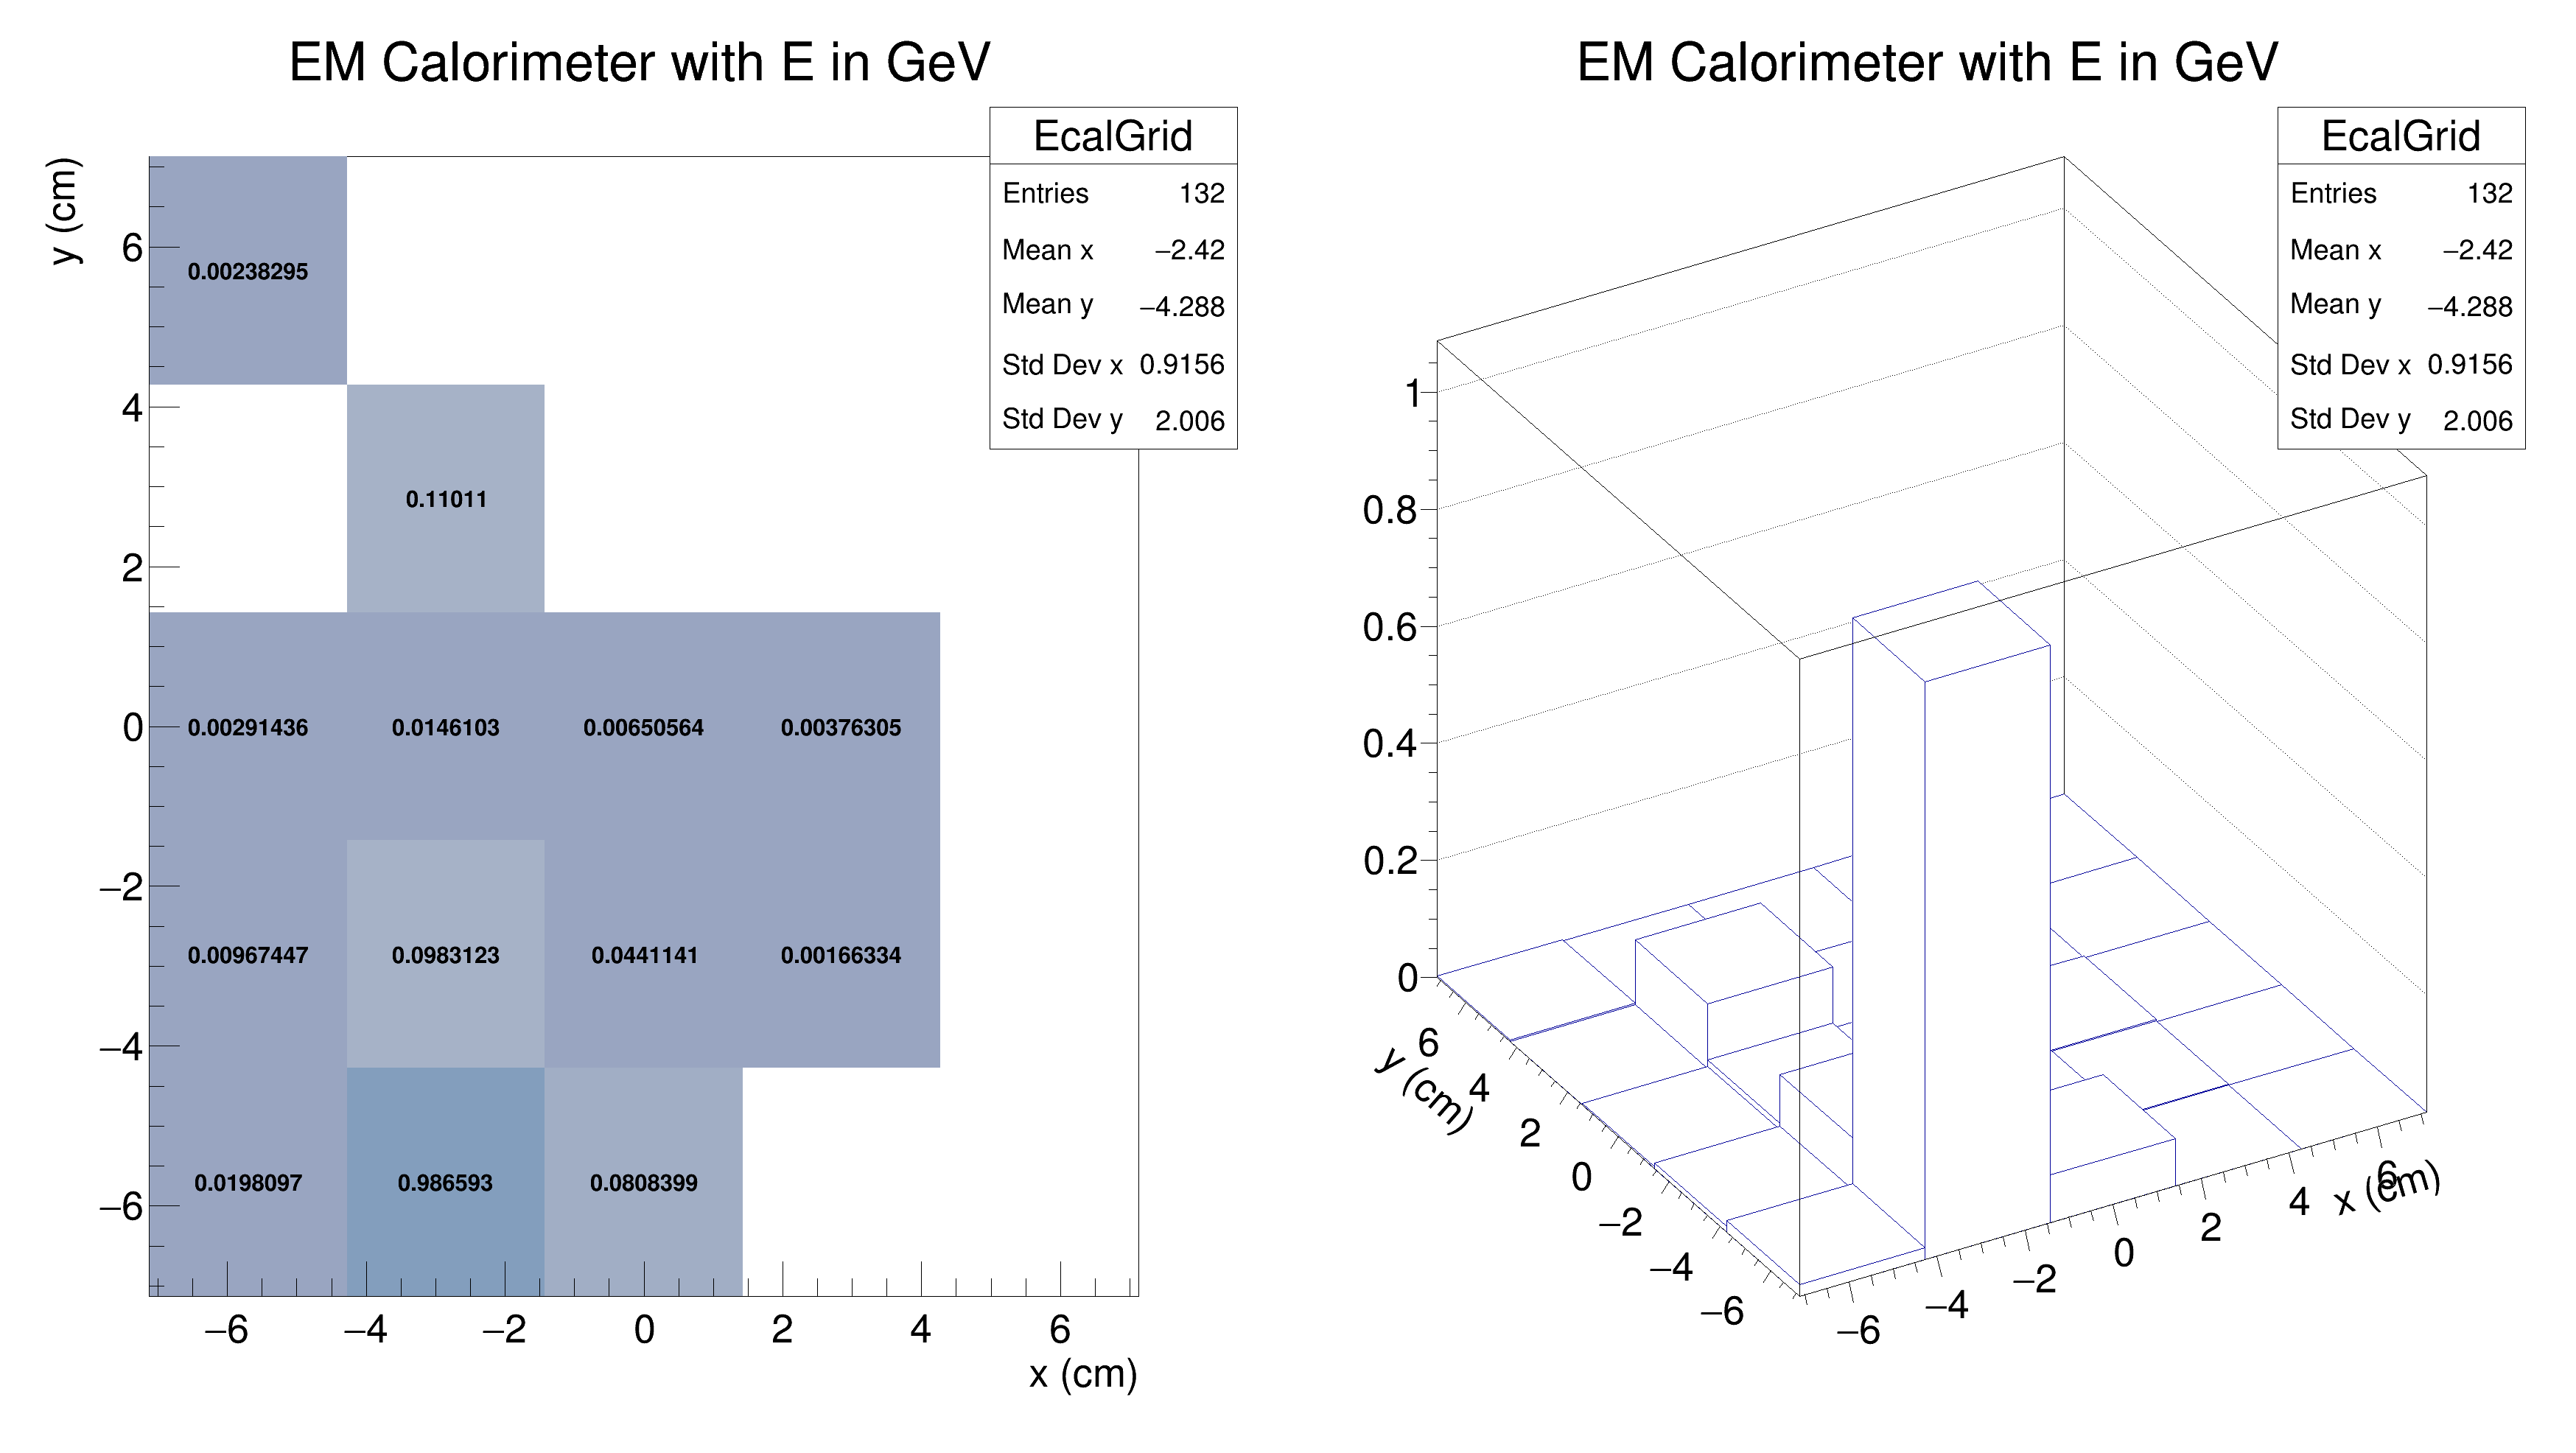 EM Calorimeter with E in GeV
EcalGrid
Entries 132
Mean x −2.42
Mean y −4.288
Std Dev x 0.9156
Std Dev y 2.006
y (cm)
6
4
2
0
−2
−4
−6
0.00238295
0.11011
0.00291436 0.0146103 0.00650564 0.00376305
0.00967447 0.0983123 0.0441141 0.00166334
0.0198097 0.986593 0.0808399
−6 −4 −2 0 2 4 6
x (cm)
EM Calorimeter with E in GeV
EcalGrid
Entries 132
Mean x −2.42
Mean y −4.288
Std Dev x 0.9156
Std Dev y 2.006
1
0.8
0.6
0.4
0.2
0
6
4
2
0
−2
−4
−6
y (cm)
−6
−4
−2
0
2
4
6
x (cm)